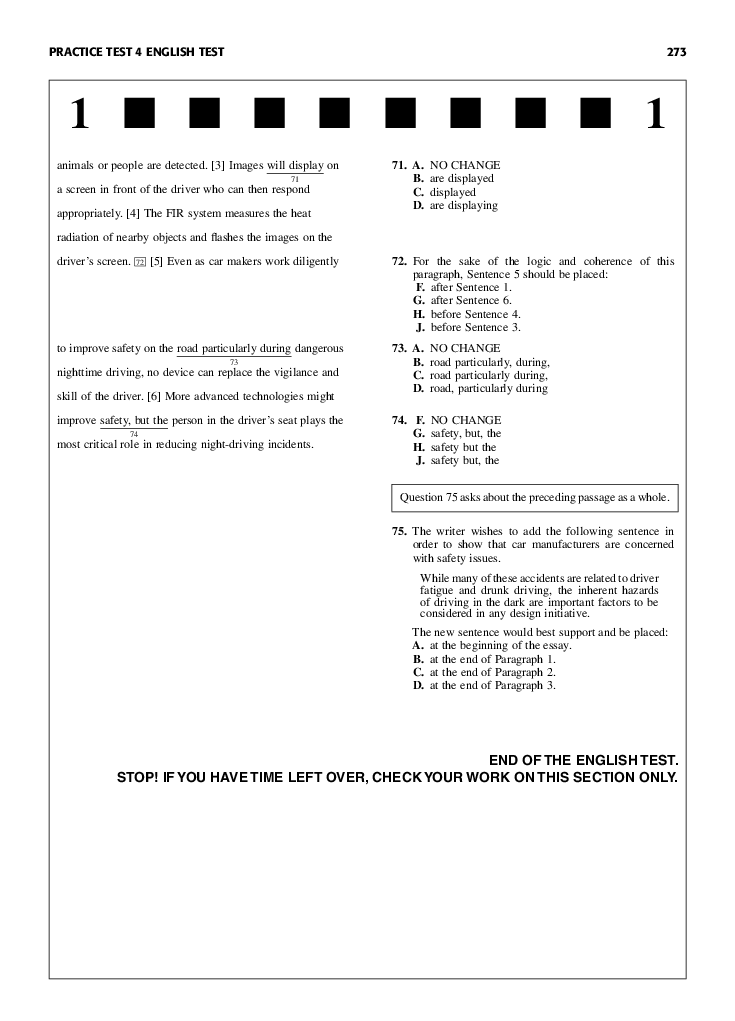 PRACTICE TEST 4 ENGLISH TEST 273
1 1
animals or people are detected. [3] Images will display on
71
a screen in front of the driver who can then respond
appropriately. [4] The FIR system measures the heat
radiation of nearby objects and flashes the images on the
driver's screen. 72 [5] Even as car makers work diligently
to improve safety on the road particularly during dangerous
73
nighttime driving, no device can replace the vigilance and
skill of the driver. [6] More advanced technologies might
improve safety, but the person in the driver's seat plays the
74
most critical role in reducing night-driving incidents.
71. A. NO CHANGE
B. are displayed
C. displayed
D. are displaying
72. For the sake of the logic and coherence of this
paragraph, Sentence 5 should be placed:
F. after Sentence 1.
G. after Sentence 6.
H. before Sentence 4.
J. before Sentence 3.
73. A. NO CHANGE
B. road particularly, during,
C. road particularly during,
D. road, particularly during
74. F. NO CHANGE
G. safety, but, the
H. safety but the
J. safety but, the
Question 75 asks about the preceding passage as a whole.
75. The writer wishes to add the following sentence in
order to show that car manufacturers are concerned
with safety issues.
While many of these accidents are related to driver
fatigue and drunk driving, the inherent hazards
of driving in the dark are important factors to be
considered in any design initiative.
The new sentence would best support and be placed:
A. at the beginning of the essay.
B. at the end of Paragraph 1.
C. at the end of Paragraph 2.
D. at the end of Paragraph 3.
END OF THE ENGLISH TEST.
STOP! IF YOU HAVE TIME LEFT OVER, CHECK YOUR WORK ON THIS SECTION ONLY.